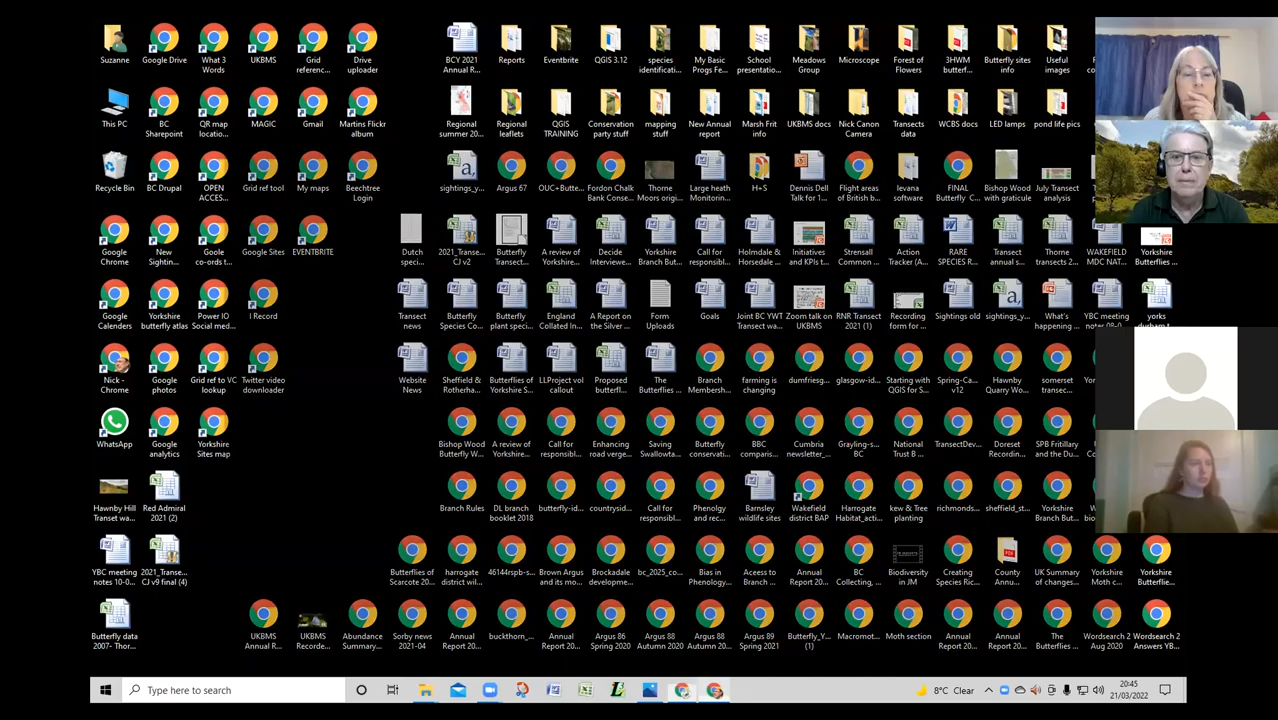 Suzanne
Google Drive
What 3
Words
UKBMS
Grid
referenc...
Drive
uploader
BCY 2021
Annual R...
Reports
Eventbrite
QGIS 3.12
species
identificati...
My Basic
Progs Fe...
School
presentatio...
Meadows
Group
Microscope
Forest of
Flowers
3HWM
butterf...
Butterfly sites
info
Useful
images
This PC
BC
Sharepoint
QR map
locatio...
MAGIC
Gmail
Martins Flickr
album
Regional
summer 20...
Regional
leaflets
QGIS
TRAINING
Conservation
party stuff
mapping
stuff
New Annual
report
Marsh Frit
info
UKBMS docs
Nick Canon
Camera
Transects
data
WCBS docs
LED lamps
pond life pics
Recycle Bin
BC Drupal
OPEN
ACCES...
Grid ref tool
My maps
Beechtree
Login
sightings_y...
Argus 67
OUC+Butte...
Fordon Chalk
Bank Conse...
Thorne
Moors origi...
Large heath
Monitorin...
H+S
Dennis Dell
Talk for 1...
Flight areas
of British b...
levana
software
FINAL
Butterfly C...
Bishop Wood
with graticule
July Transect
analysis
Google
Chrome
New
Sightin...
Goole
co-ords t...
Google Sites
EVENTBRITE
Dutch
speci...
2021_Transe...
CJ v2
Butterfly
Transect...
A review of
Yorkshire...
Decide
Interviewe...
Yorkshire
Branch But...
Call for
responsibl...
Holmdale &
Horsedale ...
Initiatives
and KPIs t...
Strensall
Common ...
Action
Tracker (A...
RARE
SPECIES R...
Transect
annual s...
Thorne
transects 2...
WAKEFIELD
MDC NAT...
Yorkshire
Butterflies ...
Google
Calenders
Yorkshire
butterfly atlas
Power IO
Social med...
I Record
Transect
news
Butterfly
Species Co...
Butterfly
plant speci...
England
Collated In...
A Report on
the Silver ...
Form
Uploads
Goals
Joint BC YWT
Transect wa...
Zoom talk on
UKBMS
RNR Transect
2021 (1)
Recording
form for ...
Sightings old
sightings_y...
What's
happening ...
YBC meeting
notes 08-0...
yorks
durham t...
Nick -
Chrome
Google
photos
Grid ref to VC
lookup
Twitter video
downloader
Website
News
Sheffield &
Rotherha...
Butterflies of
Yorkshire S...
LLProject vol
callout
Proposed
butterfl...
The
Butterflies ...
Branch
Membersh...
farming is
changing
dumfriesg...
glasgow-id...
Starting with
QGIS for S...
Spring-Ca...
v12
Hawnby
Quarry Wo...
somerset
transec...
WhatsApp
Google
analytics
Yorkshire
Sites map
Bishop Wood
Butterfly W...
A review of
Yorkshire...
Call for
responsibl...
Enhancing
road verge...
Saving
Swallowta...
Butterfly
conservati...
BBC
comparis...
Cumbria
newsletter_...
Grayling-s...
BC
National
Trust B ...
TransectDev...
Doreset
Recordin...
SPB Fritillary
and the Du...
Hawnby Hill
Transet wa...
Red Admiral
2021 (2)
Branch Rules
DL branch
booklet 2018
butterfly-id...
countrysid...
Call for
responsibl...
Phenolgy
and rec...
Barnsley
wildlife sites
Wakefield
district BAP
Harrogate
Habitat_acti...
kew & Tree
planting
richmonds...
sheffield_st...
Yorkshire
Branch But...
YBC meeting
notes 10-0...
2021_Transe...
CJ v9 final (4)
Butterflies of
Scarcote 20...
harrogate
district wil...
46144rspb-s...
Brown Argus
and its mo...
Brockadale
developme...
bc_2025_co...
Bias in
Phenology...
Access to
Branch ...
Annual
Report 20...
BC
Collecting, ...
Biodiversity
in JM
Creating
Species Ric...
County
Annu...
UK Summary
of changes...
Yorkshire
Moth c...
Yorkshire
Butterflie...
Butterfly data
2007- Thor...
UKBMS
Annual R...
UKBMS
Recorde...
Abundance
Summary...
Sorby news
2021-04
Annual
Report 20...
buckthorn_...
Annual
Report 20...
Argus 86
Spring 2020
Argus 88
Autumn 2020
Argus 88
Autumn 20...
Argus 89
Spring 2021
Butterfly_Y...
(1)
Macromot...
Moth section
Annual
Report 20...
Annual
Report 20...
The
Butterflies ...
Wordsearch 2
Aug 2020
Wordsearch 2
Answers YB...
Type here to search
8°C Clear
20:45
21/03/2022